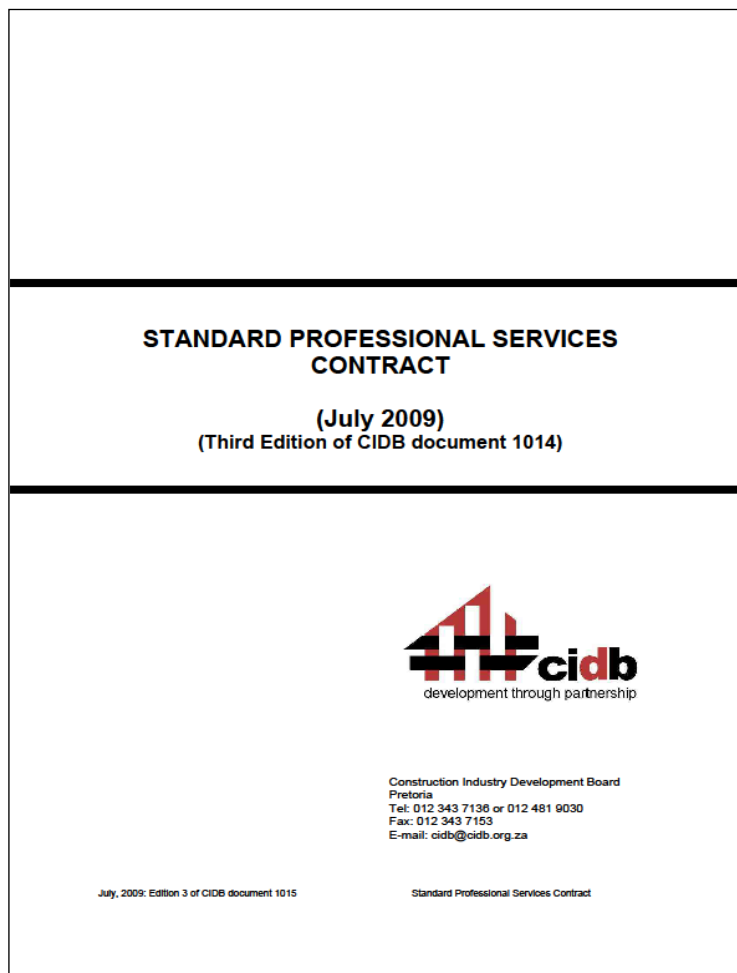 STANDARD PROFESSIONAL SERVICES
CONTRACT
(July 2009)
(Third Edition of CIDB document 1014)
cidb
development through partnership
Construction Industry Development Board
Pretoria
Tel: 012 343 7136 or 012 481 9030
Fax: 012 343 7153
E-mail: cidb@cidb.org.za
July, 2009: Edition 3 of CIDB document 1015
Standard Professional Services Contract